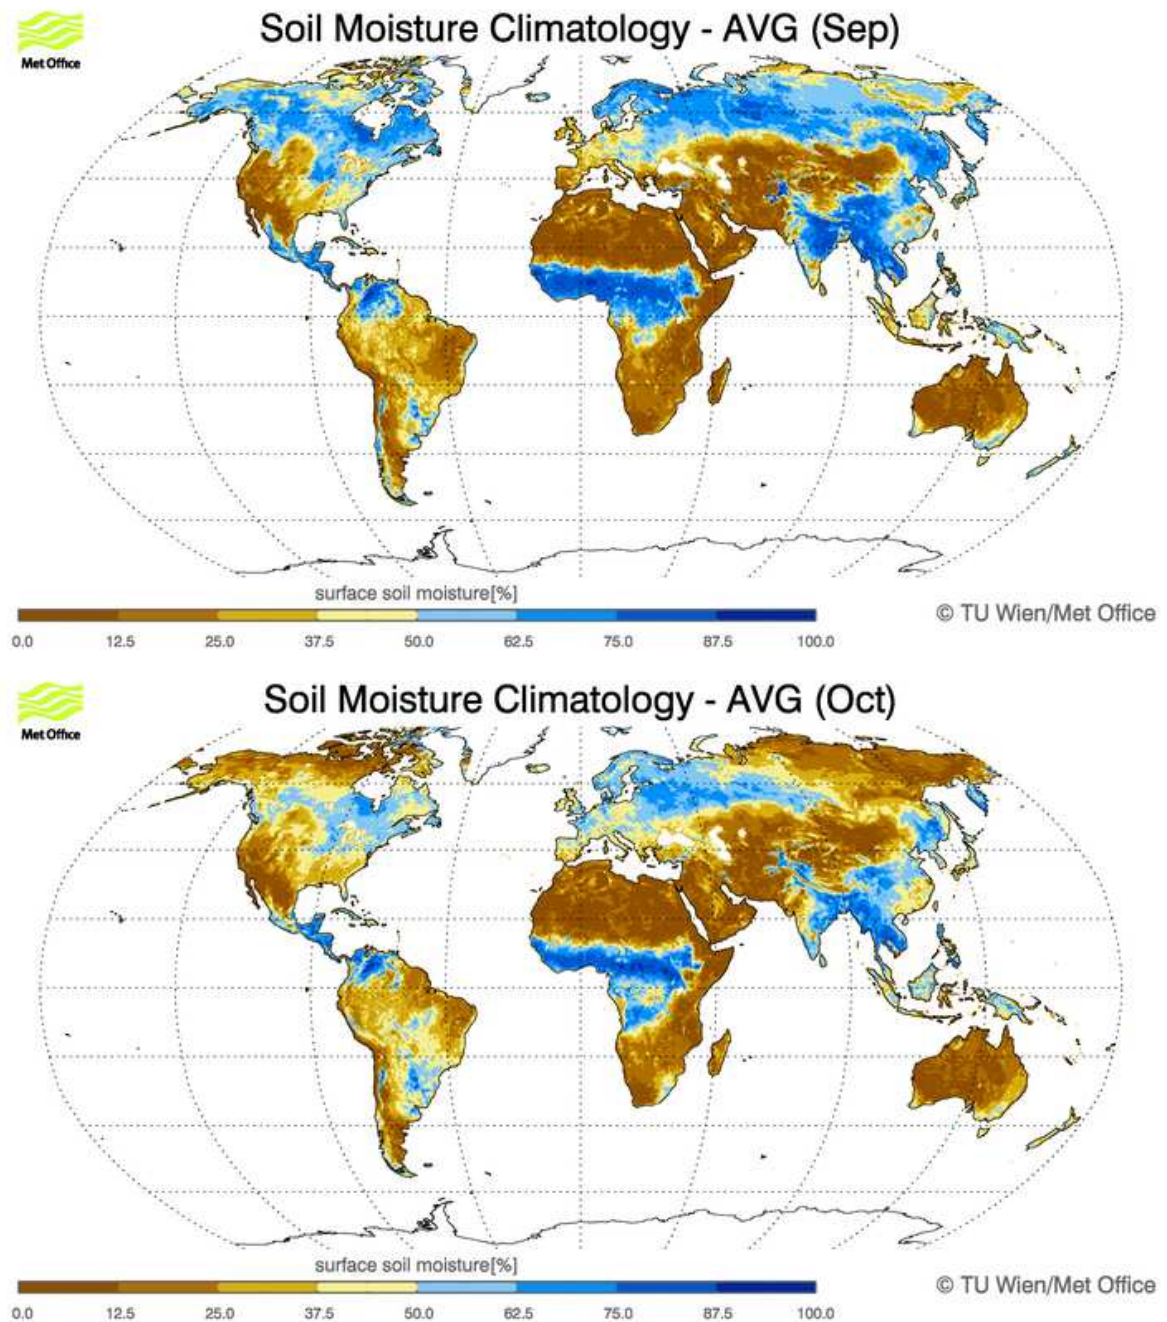 Soil Moisture Climatology - AVG (Sep)
Met Office
surface soil moisture[%]
© TU Wien/Met Office
0.0 12.5 25.0 37.5 50.0 62.5 75.0 87.5 100.0
Soil Moisture Climatology - AVG (Oct)
Met Office
surface soil moisture[%]
© TU Wien/Met Office
0.0 12.5 25.0 37.5 50.0 62.5 75.0 87.5 100.0